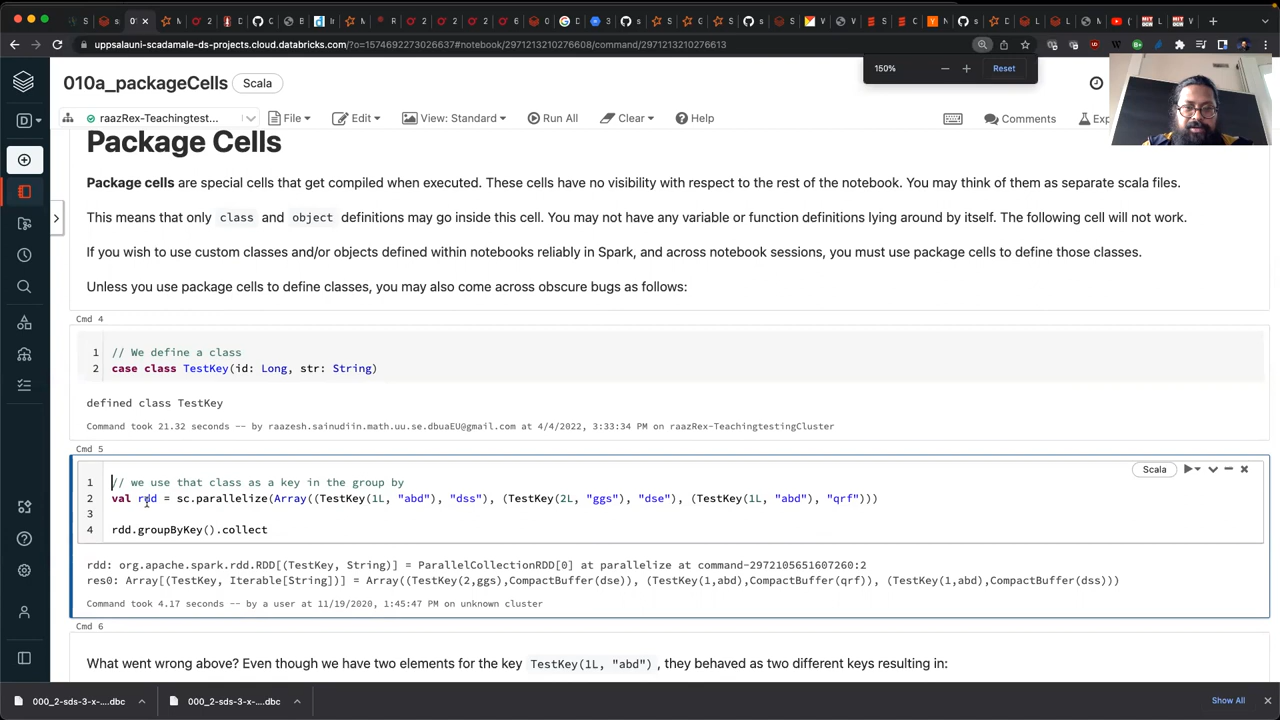 uppsalauni-scadamale-ds-projects.cloud.databricks.com/?o=1574692273026637#notebook/2971213210276608/command/2971213210276613
150%
Reset
010a_packageCells
Scala
raazRex-Teachingtest...
File
Edit
View: Standard
Run All
Clear
Help
Comments
Exp
Package Cells
Package cells are special cells that get compiled when executed. These cells have no visibility with respect to the rest of the notebook. You may think of them as separate scala files.
This means that only class and object definitions may go inside this cell. You may not have any variable or function definitions lying around by itself. The following cell will not work.
If you wish to use custom classes and/or objects defined within notebooks reliably in Spark, and across notebook sessions, you must use package cells to define those classes.
Unless you use package cells to define classes, you may also come across obscure bugs as follows:
Cmd 4
1 // We define a class
2 case class TestKey(id: Long, str: String)
defined class TestKey
Command took 21.32 seconds -- by raazesh.sainudiin.math.uu.se.dbuaEU@gmail.com at 4/4/2022, 3:33:34 PM on raazRex-TeachingtestingCluster
Cmd 5
Scala
1 // we use that class as a key in the group by
2 val rdd = sc.parallelize(Array((TestKey(1L, "abd"), "dss"), (TestKey(2L, "ggs"), "dse"), (TestKey(1L, "abd"), "qrf")))
3
4 rdd.groupByKey().collect
rdd: org.apache.spark.rdd.RDD[(TestKey, String)] = ParallelCollectionRDD[0] at parallelize at command-2972105651607260:2
res0: Array[(TestKey, Iterable[String])] = Array((TestKey(2,ggs),CompactBuffer(dse)), (TestKey(1,abd),CompactBuffer(qrf)), (TestKey(1,abd),CompactBuffer(dss)))
Command took 4.17 seconds -- by a user at 11/19/2020, 1:45:47 PM on unknown cluster
Cmd 6
What went wrong above? Even though we have two elements for the key TestKey(1L, "abd"), they behaved as two different keys resulting in:
000_2-sds-3-x-....dbc
000_2-sds-3-x-....dbc
Show All